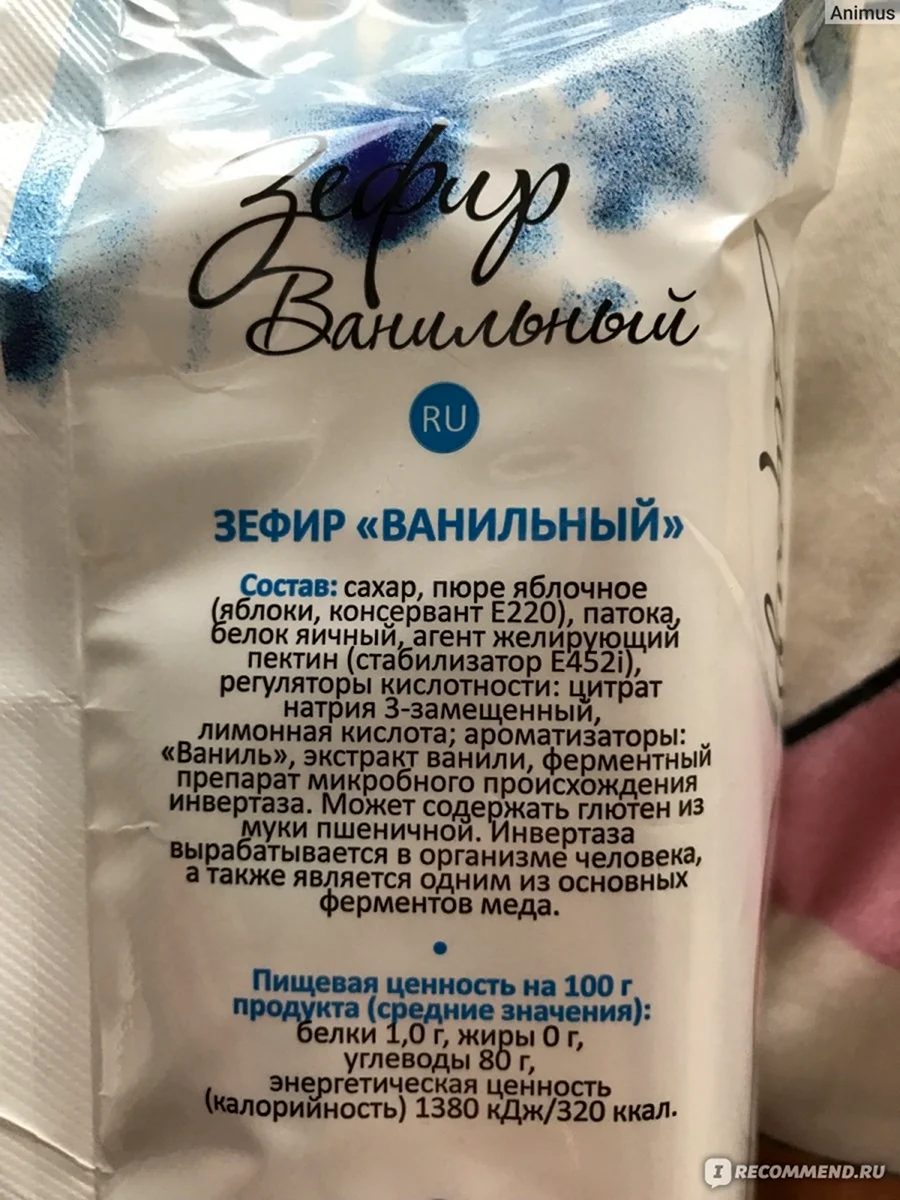 Animus
Зефир
Ванильный
RU
ЗЕФИР «ВАНИЛЬНЫЙ»
Состав: сахар, пюре яблочное
(яблоки, консервант Е220), патока,
белок яичный, агент желирующий
пектин (стабилизатор Е452i),
регуляторы кислотности: цитрат
натрия 3-замещенный,
лимонная кислота; ароматизаторы:
«Ваниль», экстракт ванили, ферментный
препарат микробного происхождения
инвертаза. Может содержать глютен из
муки пшеничной. Инвертаза
вырабатывается в организме человека,
а также является одним из основных
ферментов меда.
•
Пищевая ценность на 100 г
продукта (средние значения):
белки 1,0 г, жиры 0 г,
углеводы 80 г,
энергетическая ценность
(калорийность) 1380 кДж/320 ккал.
I RECOMMEND.RU